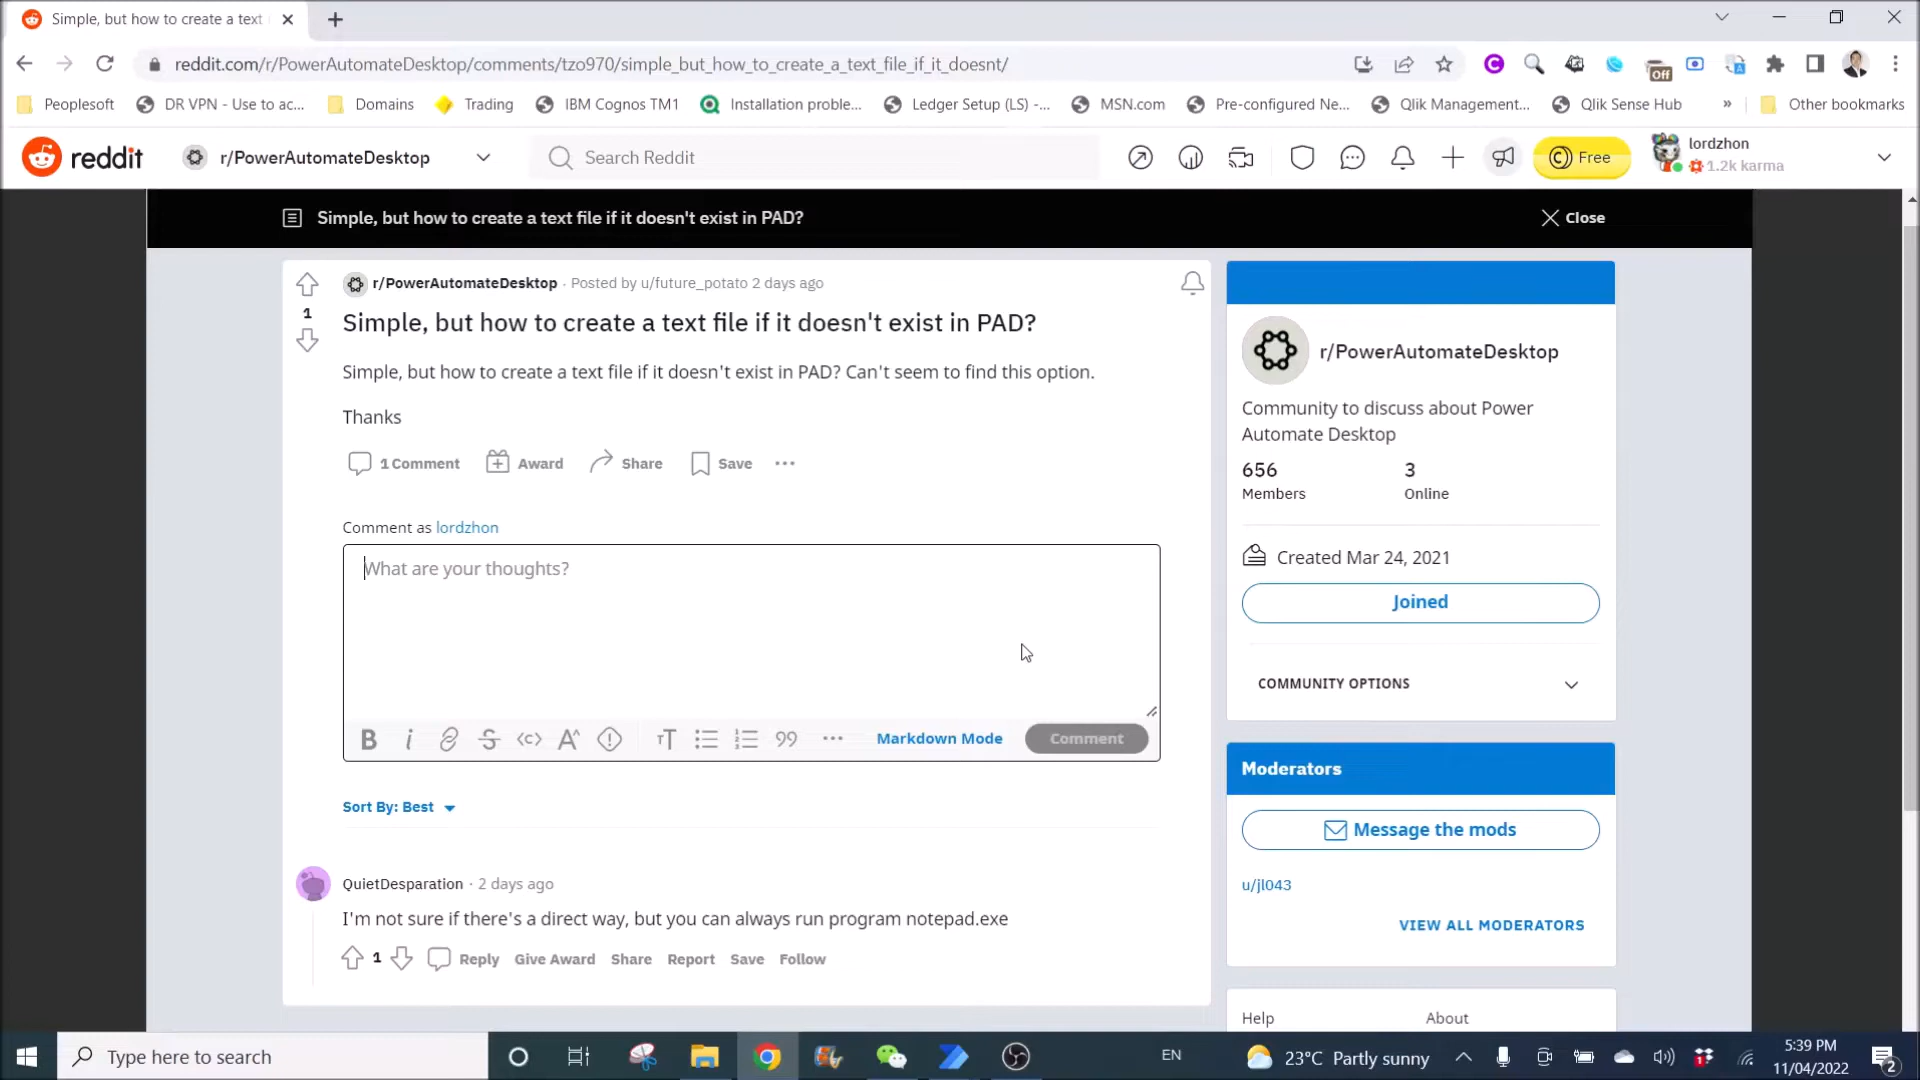 Simple, but how to create a text
reddit.com/r/PowerAutomateDesktop/comments/tzo970/simple_but_how_to_create_a_text_file_if_it_doesnt/
Off
Peoplesoft
DR VPN - Use to ac...
Domains
Trading
IBM Cognos TM1
Installation proble...
Ledger Setup (LS) -...
MSN.com
Pre-configured Ne...
Qlik Management...
Qlik Sense Hub
»
Other bookmarks
reddit
r/PowerAutomateDesktop
Search Reddit
Free
lordzhon
1.2k karma
Simple, but how to create a text file if it doesn't exist in PAD?
Close
1
r/PowerAutomateDesktop · Posted by u/future_potato 2 days ago
Simple, but how to create a text file if it doesn't exist in PAD?
Simple, but how to create a text file if it doesn't exist in PAD? Can't seem to find this option.
Thanks
1 Comment
Award
Share
Save
Comment as lordzhon
What are your thoughts?
Markdown Mode
Comment
Sort By: Best
QuietDesparation · 2 days ago
I'm not sure if there's a direct way, but you can always run program notepad.exe
1
Reply
Give Award
Share
Report
Save
Follow
r/PowerAutomateDesktop
Community to discuss about Power
Automate Desktop
656
3
Members
Online
Created Mar 24, 2021
Joined
COMMUNITY OPTIONS
Moderators
Message the mods
u/jl043
VIEW ALL MODERATORS
Help
About
Type here to search
EN
23°C Partly sunny
5:39 PM
11/04/2022
2